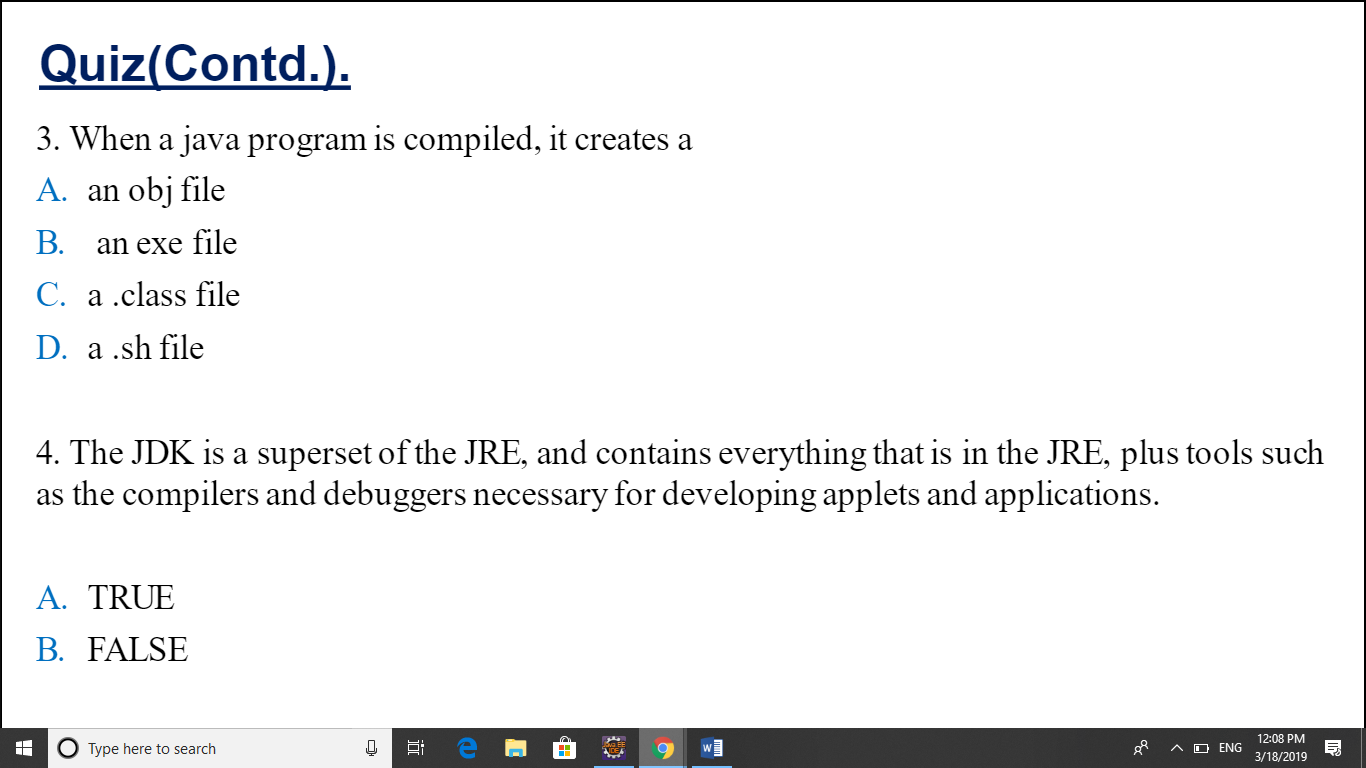 Quiz(Contd.).
3. When a java program is compiled, it creates a
A. an obj file
B. an exe file
C. a .class file
D. a .sh file
4. The JDK is a superset of the JRE, and contains everything that is in the JRE, plus tools such
as the compilers and debuggers necessary for developing applets and applications.
A. TRUE
B. FALSE
Type here to search
ENG
12:08 PM
3/18/2019